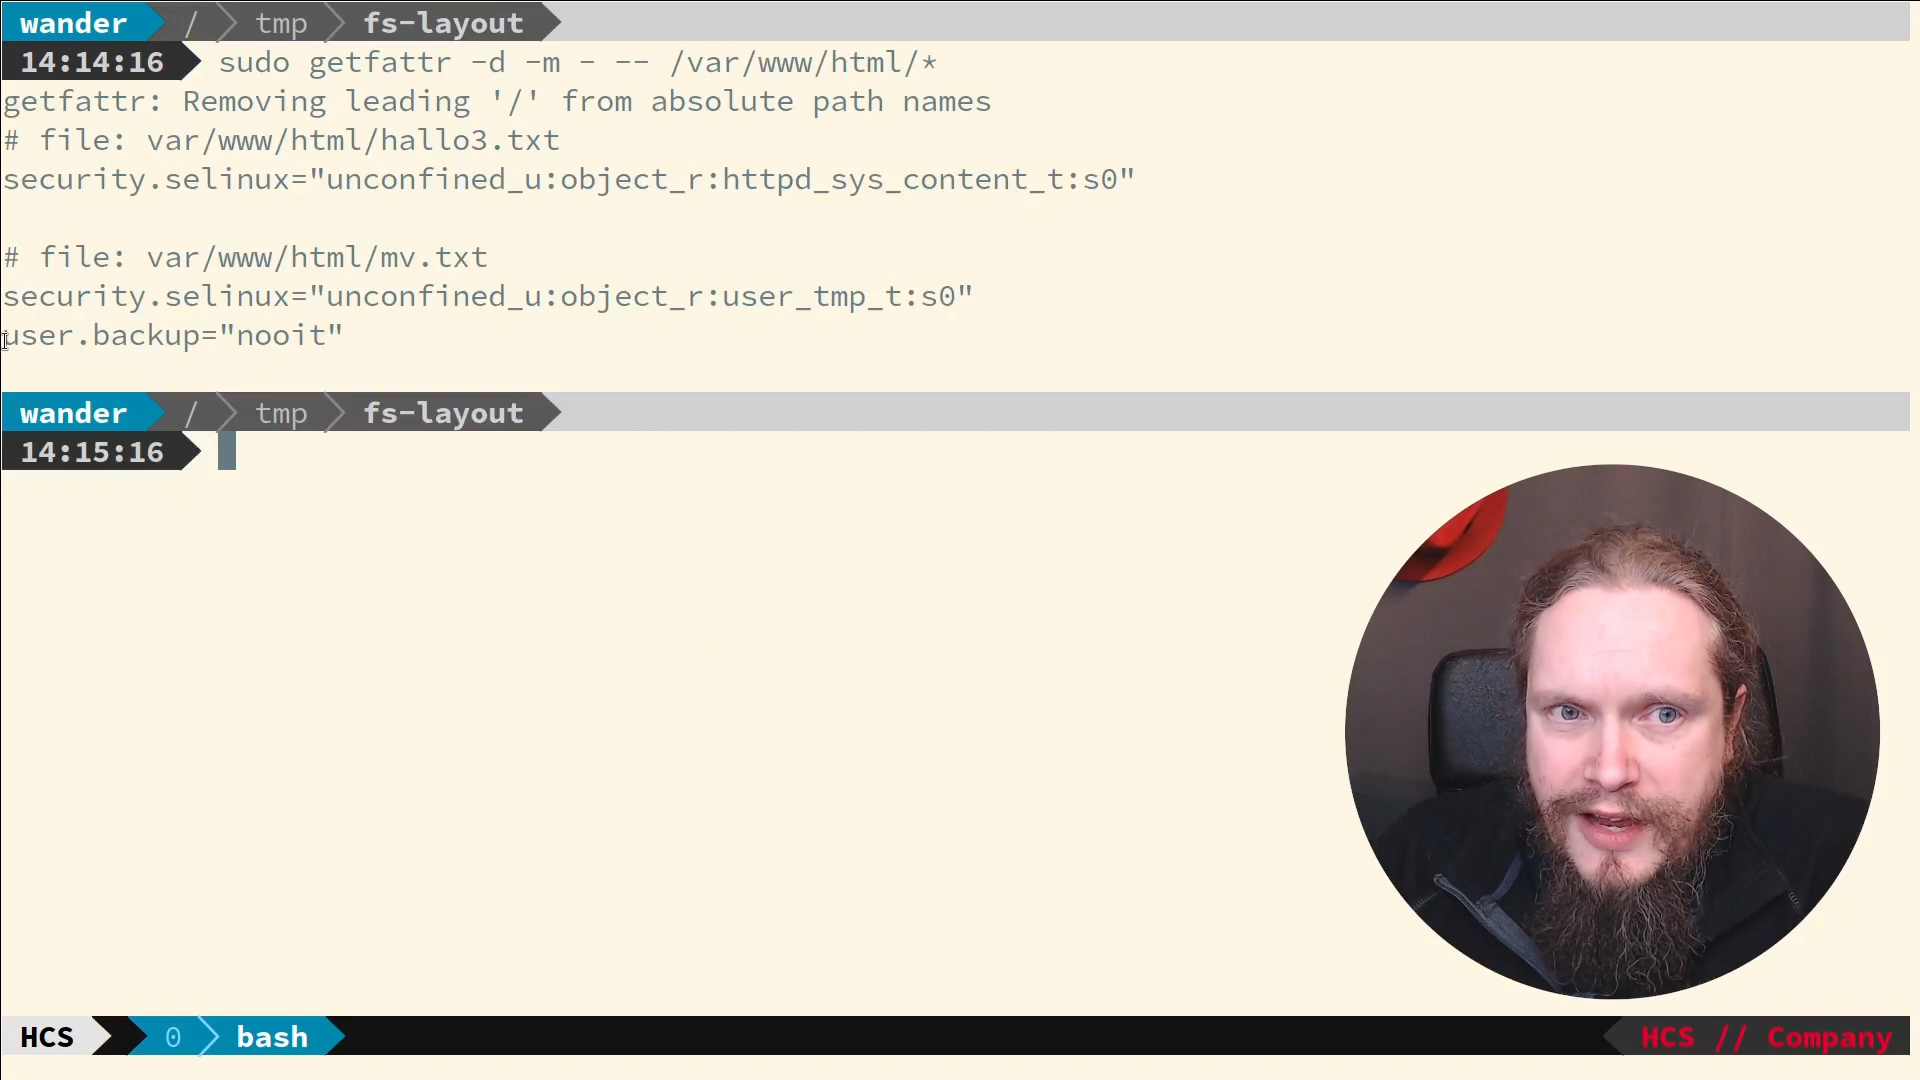 wander / tmp fs-layout
14:14:16 sudo getfattr -d -m - -- /var/www/html/*
getfattr: Removing leading '/' from absolute path names
# file: var/www/html/hallo3.txt
security.selinux="unconfined_u:object_r:httpd_sys_content_t:s0"
# file: var/www/html/mv.txt
security.selinux="unconfined_u:object_r:user_tmp_t:s0"
user.backup="nooit"
wander / tmp fs-layout
14:15:16
HCS 0 bash HCS // Company